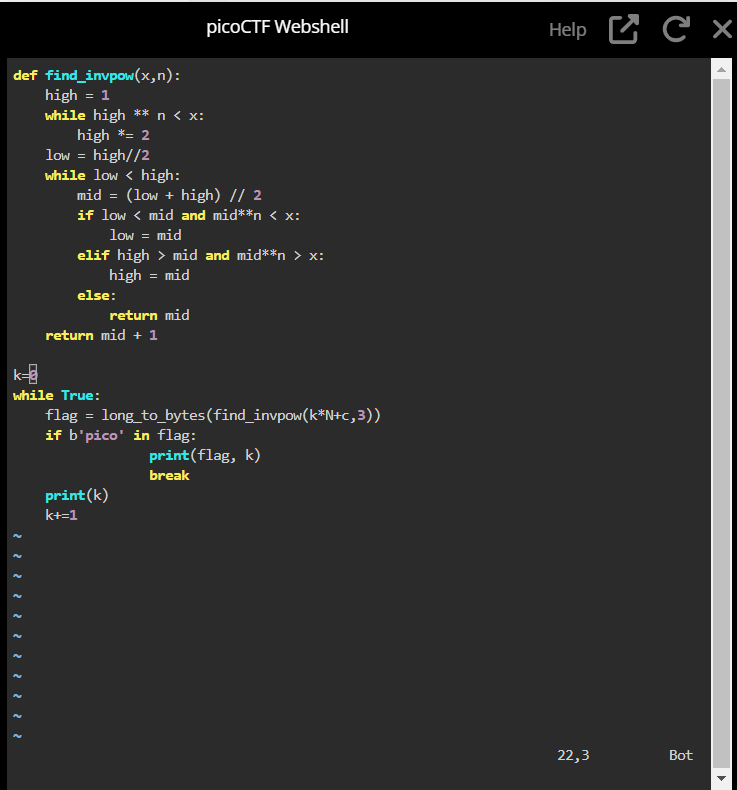 picoCTF Webshell
Help
def find_invpow(x,n):
    high = 1
    while high ** n < x:
        high *= 2
    low = high//2
    while low < high:
        mid = (low + high) // 2
        if low < mid and mid**n < x:
            low = mid
        elif high > mid and mid**n > x:
            high = mid
        else:
            return mid
    return mid + 1

k=0
while True:
    flag = long_to_bytes(find_invpow(k*N+c,3))
    if b'pico' in flag:
                 print(flag, k)
                 break
    print(k)
    k+=1
~
~
~
~
~
~
~
~
~
~
~
22,3 Bot